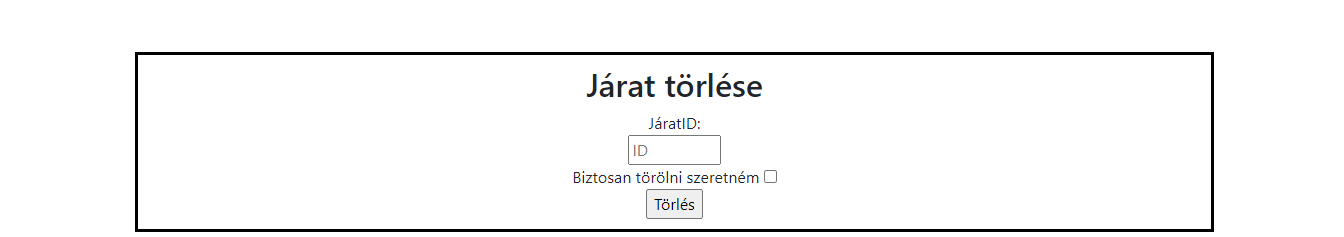 Járat törlése
JáratID:
ID
Biztosan törölni szeretném
Törlés